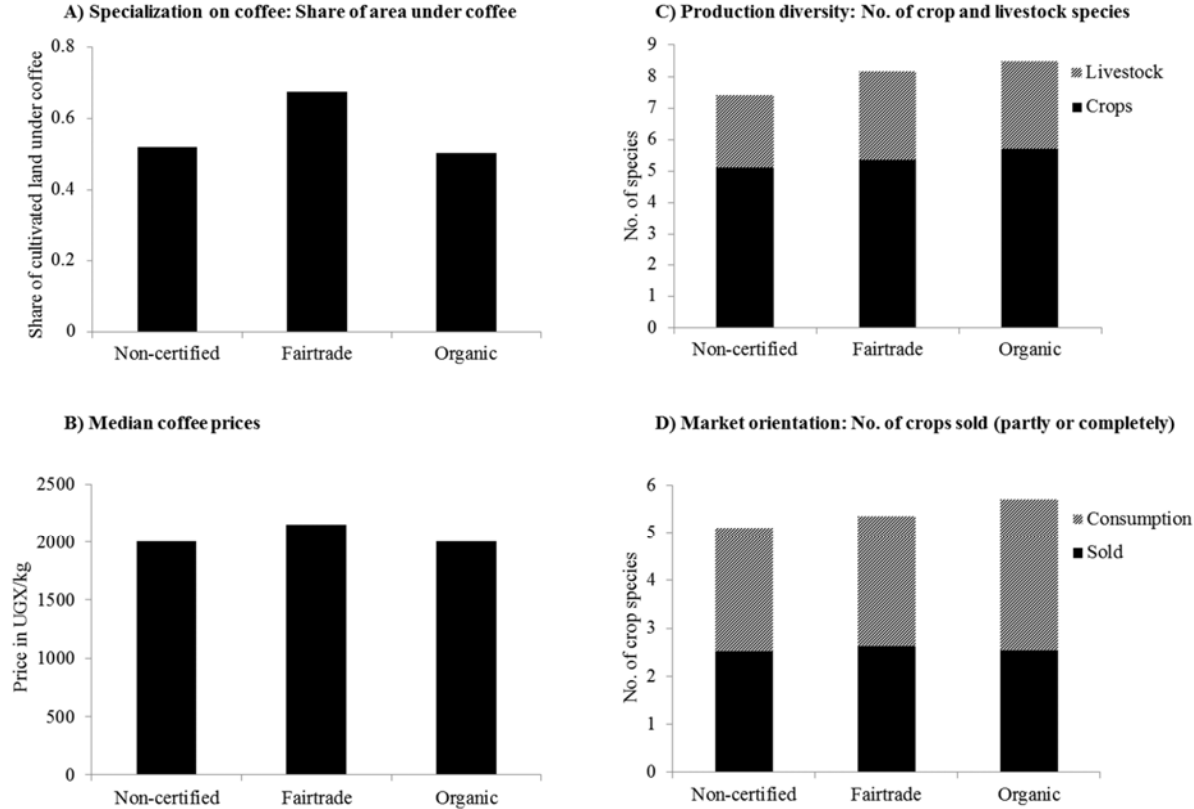 A) Specialization on coffee: Share of area under coffee
Share of cultivated land under coffee
0.8
0.6
0.4
0.2
0
Non-certified Fairtrade Organic
C) Production diversity: No. of crop and livestock species
No. of species
9
8
7
6
5
4
3
2
1
0
Livestock
Crops
Non-certified Fairtrade Organic
B) Median coffee prices
Price in UGX/kg
2500
2000
1500
1000
500
0
Non-certified Fairtrade Organic
D) Market orientation: No. of crops sold (partly or completely)
No. of crop species
6
5
4
3
2
1
0
Consumption
Sold
Non-certified Fairtrade Organic